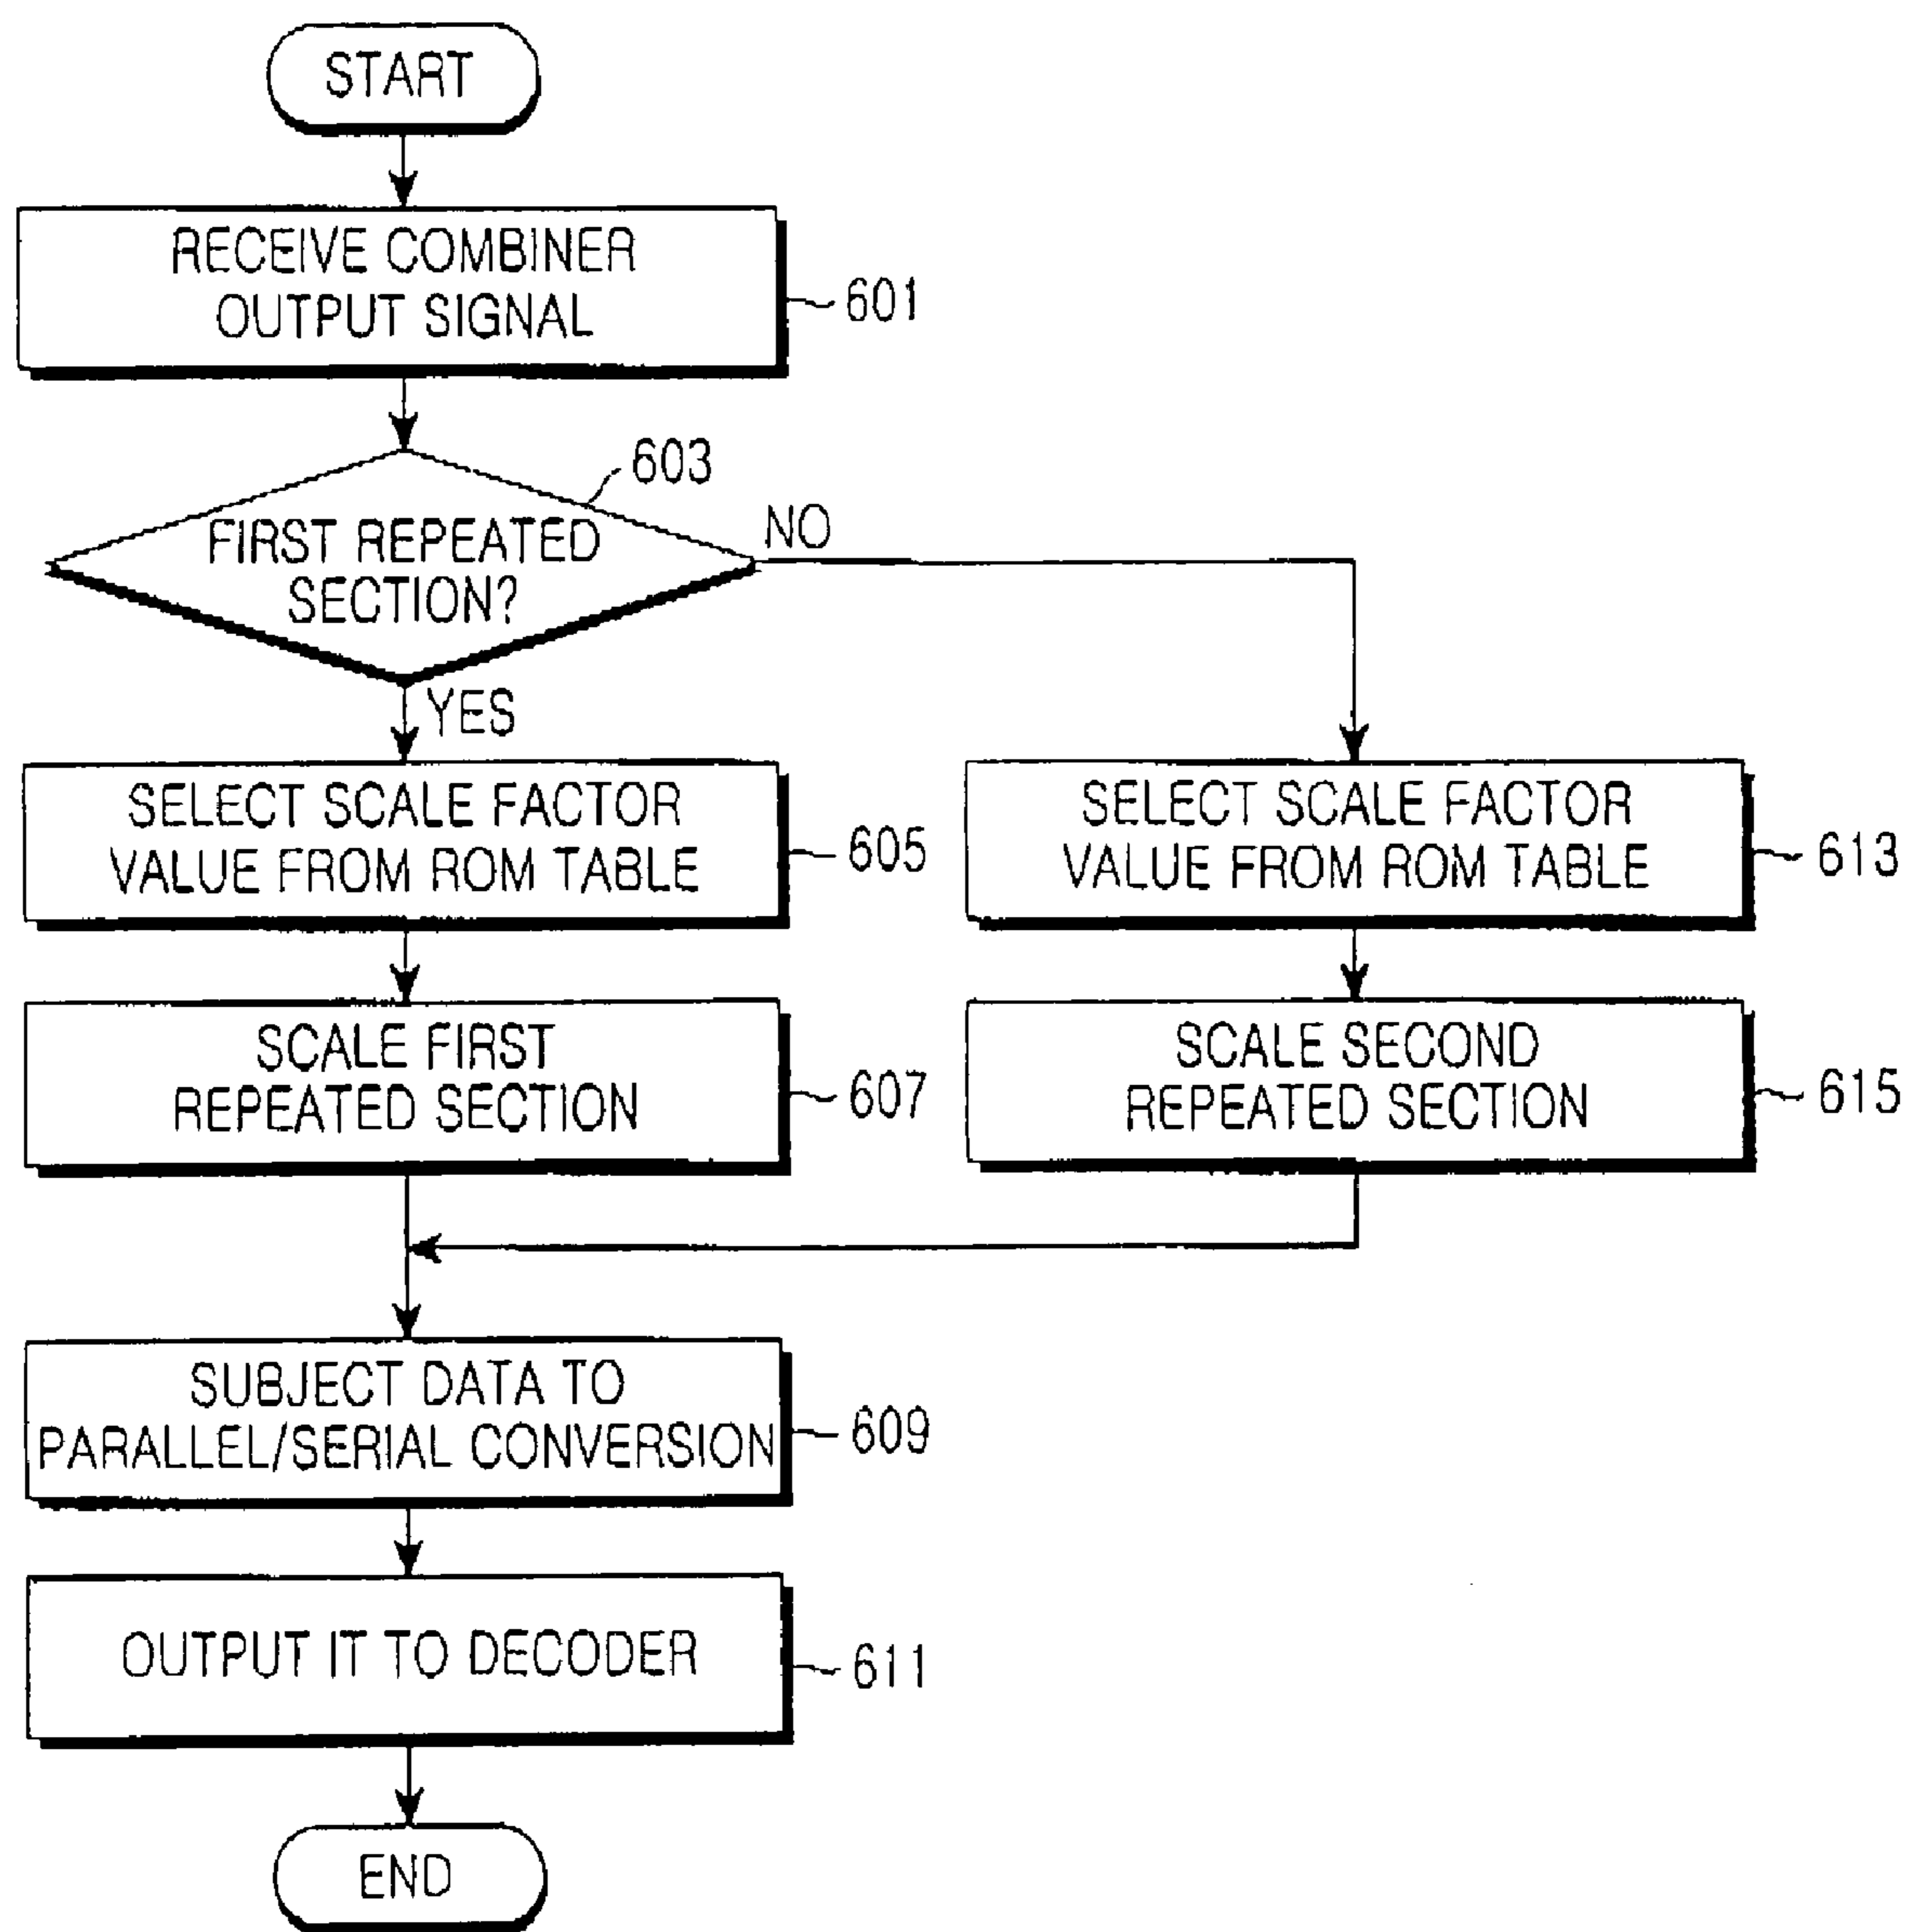 START
RECEIVE COMBINER
OUTPUT SIGNAL
601
603
FIRST REPEATED
SECTION?
NO
YES
SELECT SCALE FACTOR
VALUE FROM ROM TABLE
605
SELECT SCALE FACTOR
VALUE FROM ROM TABLE
613
SCALE FIRST
REPEATED SECTION
607
SCALE SECOND
REPEATED SECTION
615
SUBJECT DATA TO
PARALLEL/SERIAL CONVERSION
609
OUTPUT IT TO DECODER
611
END